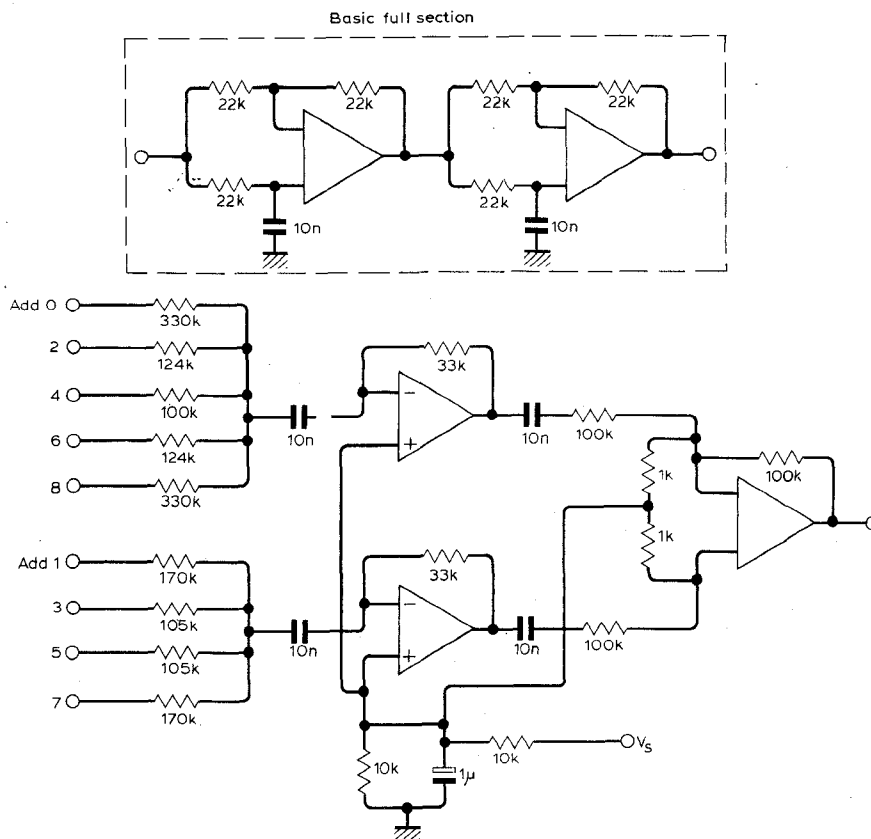 Basic full section
22k 22k 22k 22k
22k 22k
10n 10n
Add 0
330k
2
124k
4
100k
6
124k
8
330k
10n
33k
−
+
10n
100k
1k
1k
100k
Add 1
170k
3
105k
5
105k
7
170k
10n
33k
−
+
10n
100k
10k
1μ
10k
Vs